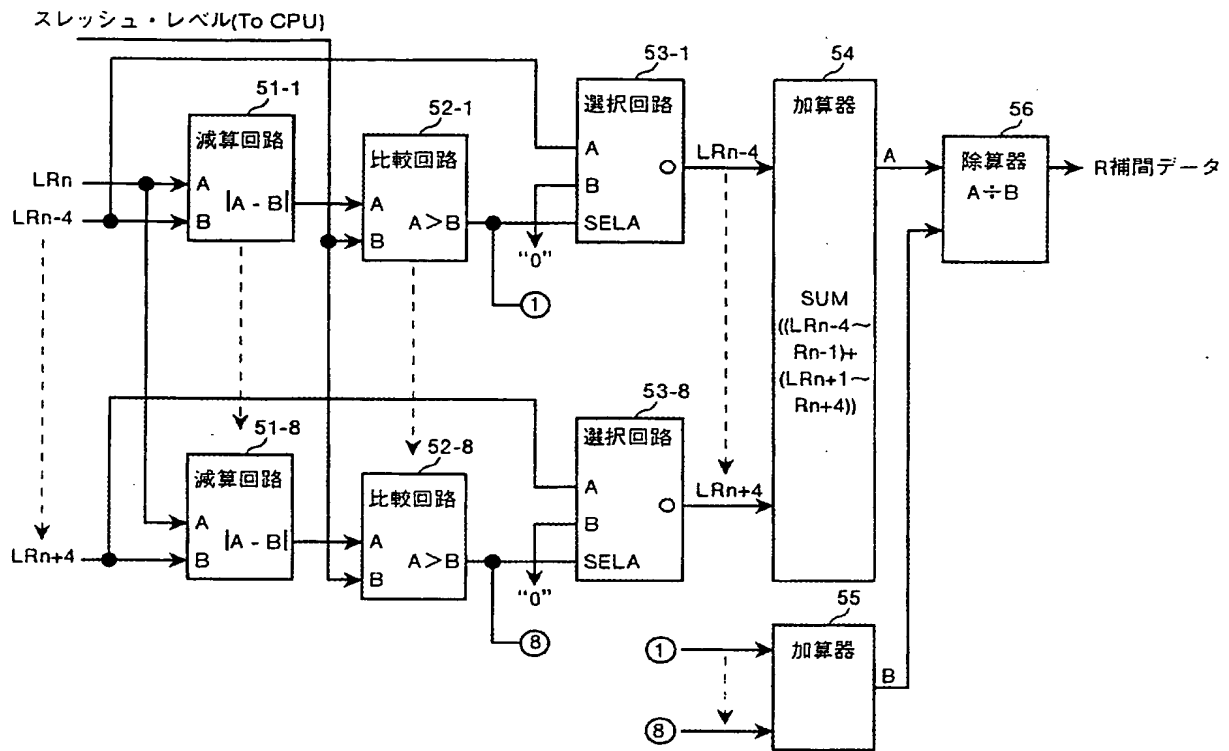 スレッシュ・レベル(To CPU)
51-1
減算回路
LRn
A
|A - B|
LRn-4
B
52-1
比較回路
A
A＞B
B
①
53-1
選択回路
A
O
B
"0"
SELA
LRn-4
54
加算器
SUM
((LRn-4～
Rn-1)+
(LRn+1～
Rn+4))
A
56
除算器
A÷B
R補間データ
51-8
減算回路
A
|A - B|
LRn+4
B
52-8
比較回路
A
A＞B
B
⑧
53-8
選択回路
A
O
B
"0"
SELA
LRn+4
①
⑧
55
加算器
B